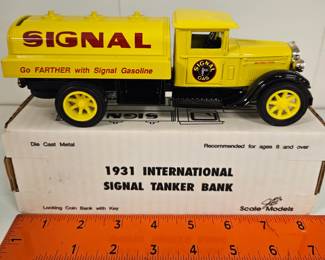 SIGNAL
Go FARTHER with Signal Gasoline
SIGNAL
GAS
Die Cast Metal
Recommended for ages 8 and over
1931 INTERNATIONAL
SIGNAL TANKER BANK
Locking Coin Bank with Key
Scale Models
1 2 3 4 5 6 7 8